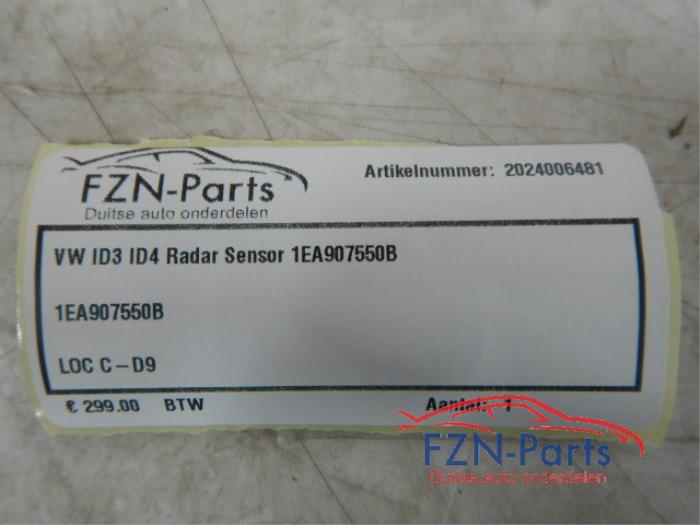 FZN-Parts
Duitse auto onderdelen
Artikelnummer: 2024006481
VW ID3 ID4 Radar Sensor 1EA907550B
1EA907550B
LOC C-D9
€ 299.00 BTW Aantal: 1
FZN-Parts
Duitse auto onderdelen